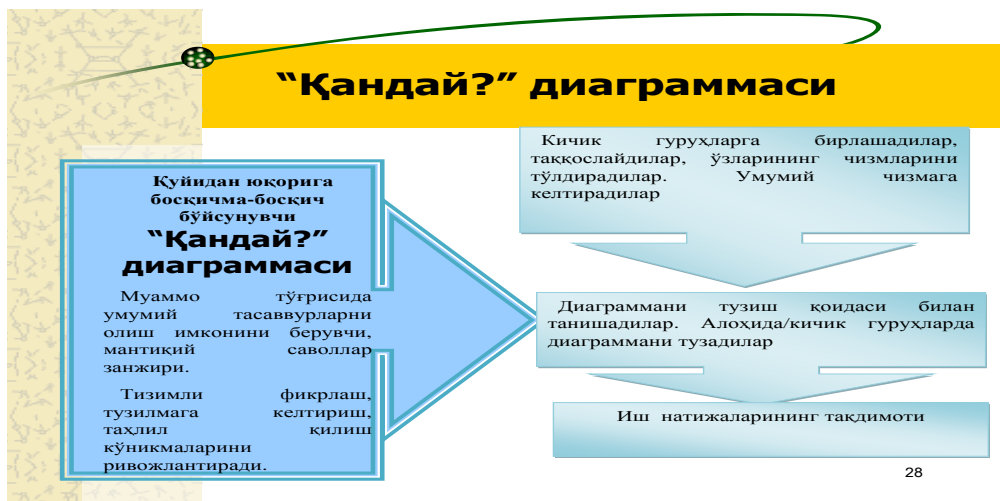 “Қандай?” диаграммаси
Қуйидан юқорига
босқичма-босқич
бўйсунувчи
“Қандай?”
диаграммаси
Муаммо тўғрисида
умумий тасаввурларни
олиш имконини берувчи,
мантиқий саволлар
занжири.
Тизимли фикрлаш,
тузилмага келтириш,
таҳлил қилиш
кўникмаларини
ривожлантиради.
Кичик гуруҳларга бирлашадилар,
таққослайдилар, ўзларининг чизмларини
тўлдирадилар. Умумий чизмага
келтирадилар
Диаграммани тузиш қоидаси билан
танишадилар. Алоҳида/кичик гуруҳларда
диаграммани тузадилар
Иш натижаларининг тақдимоти
28